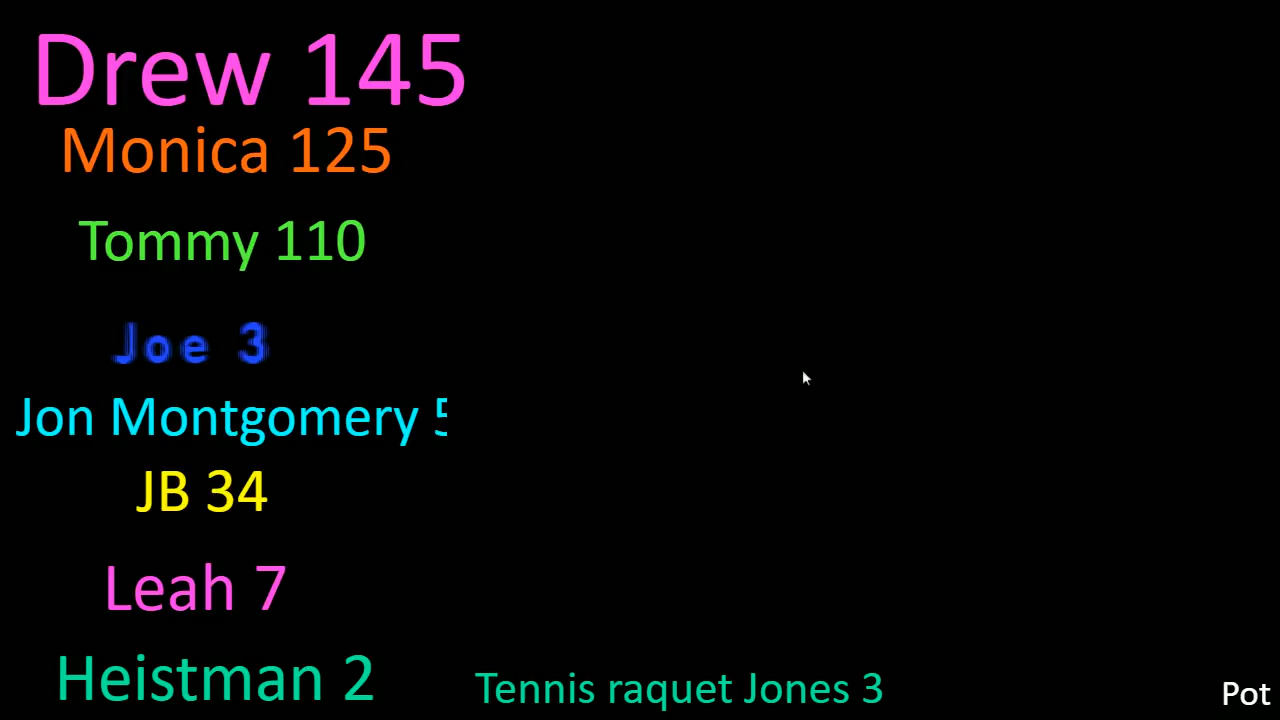 Drew 145
Monica 125
Tommy 110
Joe 3
Jon Montgomery
JB 34
Leah 7
Heistman 2
Tennis raquet Jones 3
Pot